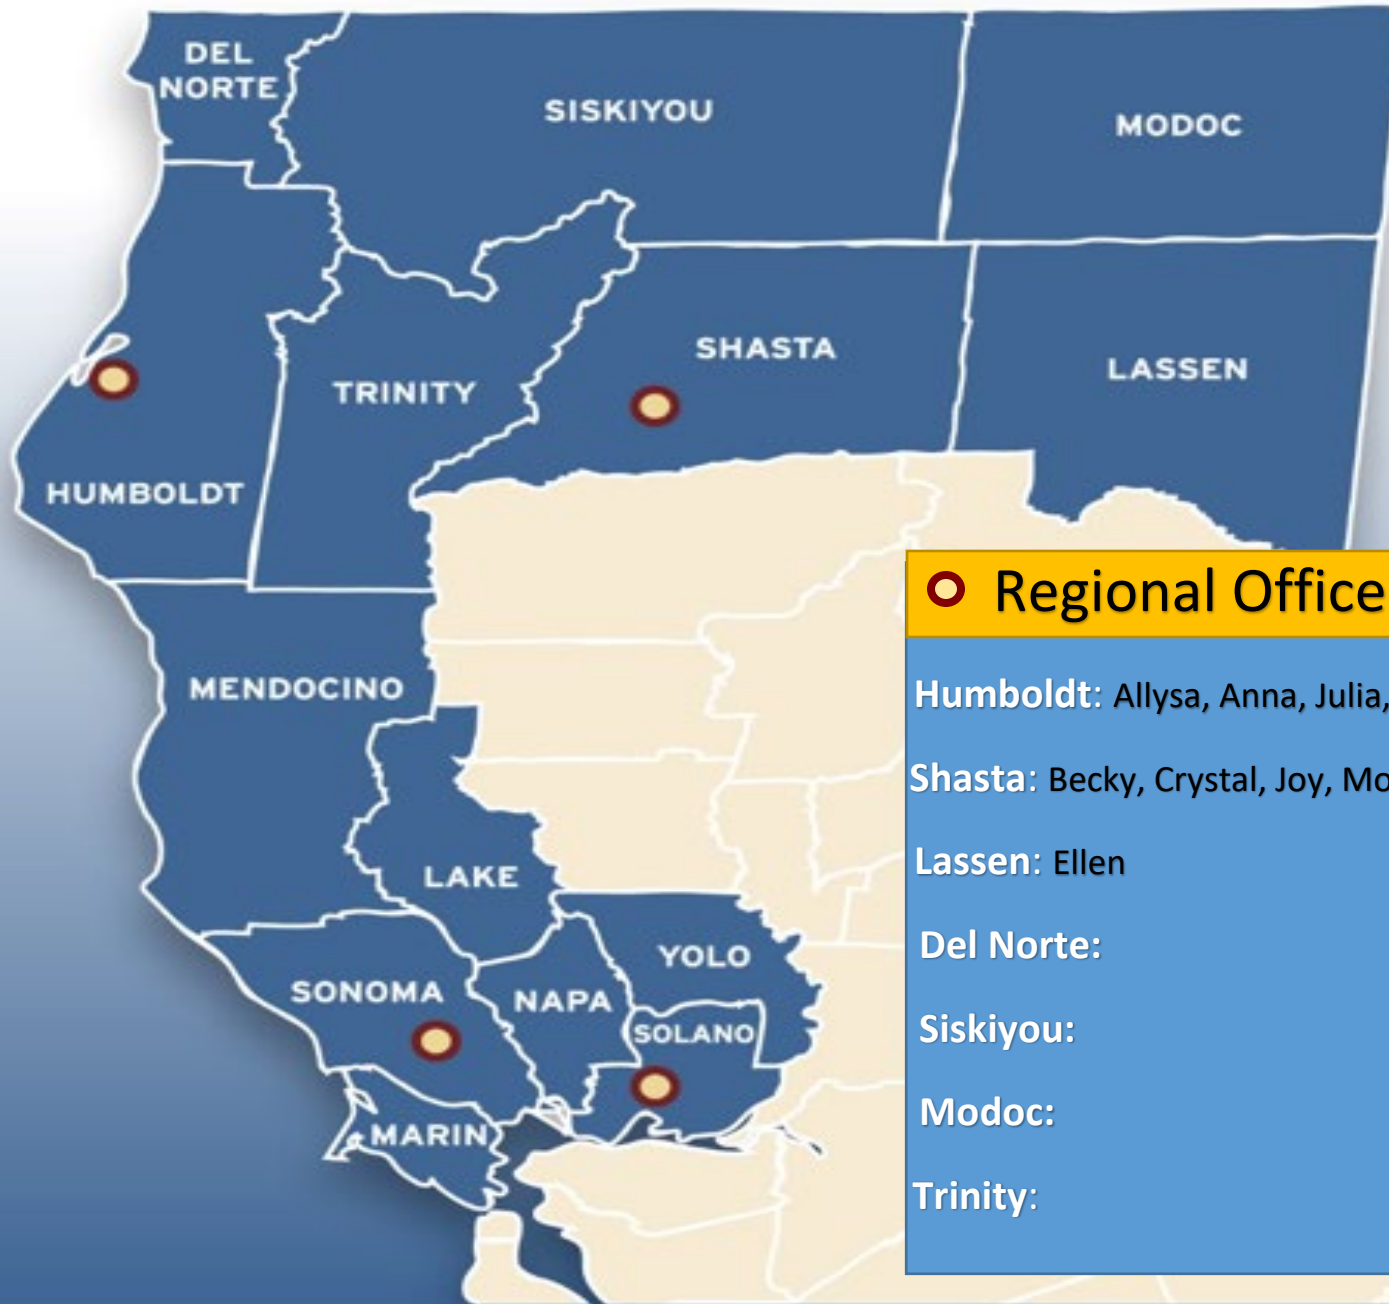 DEL
NORTE
SISKIYOU
MODOC
SHASTA
LASSEN
TRINITY
HUMBOLDT
MENDOCINO
LAKE
YOLO
SONOMA
NAPA
SOLANO
MARIN
Regional Office
Humboldt: Allysa, Anna, Julia,
Shasta: Becky, Crystal, Joy,
Lassen: Ellen
Del Norte:
Siskiyou:
Modoc:
Trinity: